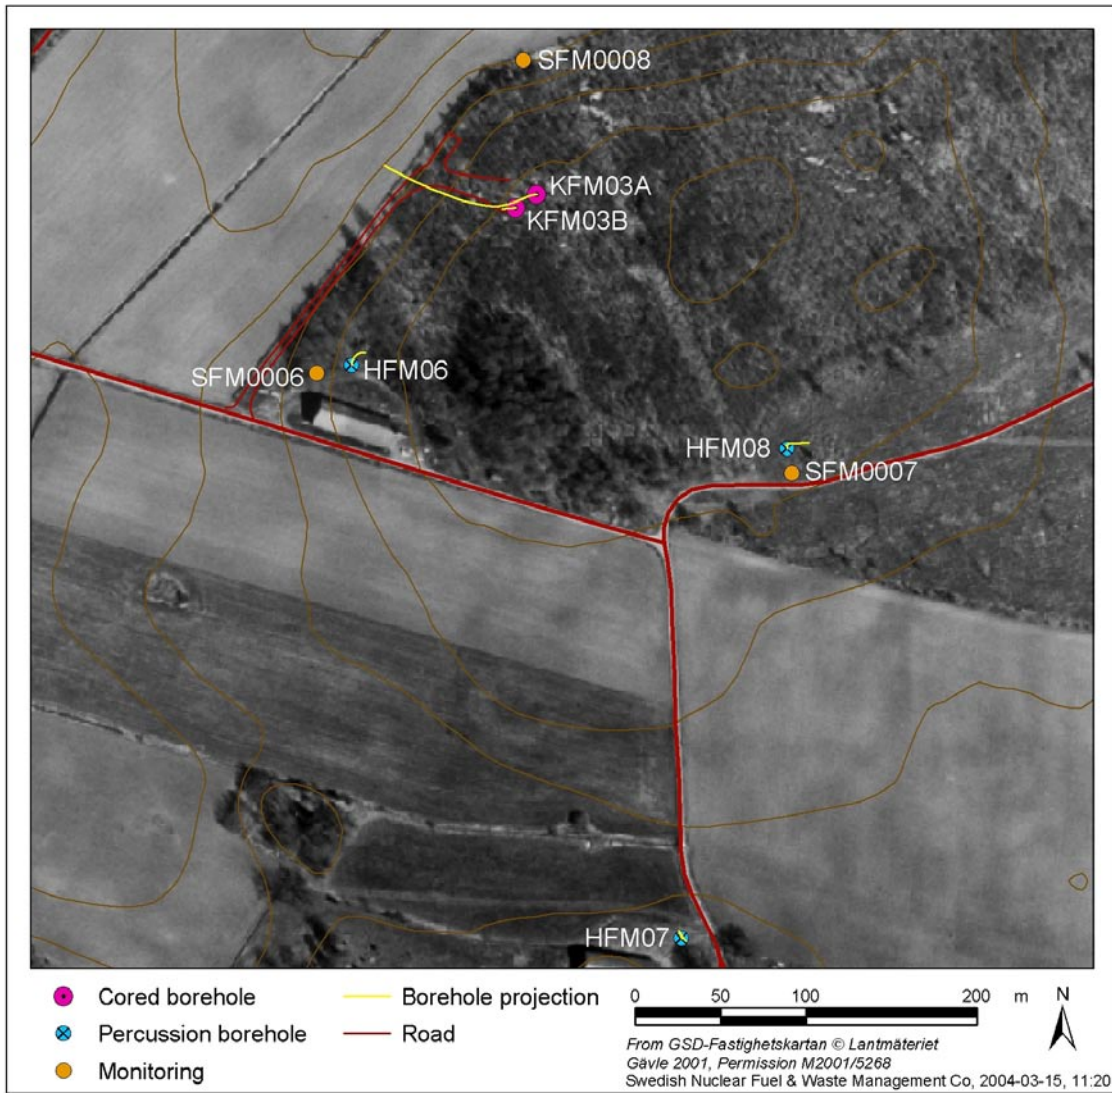 SFM0008
KFM03A
KFM03B
SFM0006
HFM06
HFM08
SFM0007
HFM07
Cored borehole
Percussion borehole
Monitoring
Borehole projection
Road
0 50 100 200 m
N
From GSD-Fastighetskartan © Lantmäteriet
Gävle 2001, Permission M2001/5268
Swedish Nuclear Fuel & Waste Management Co, 2004-03-15, 11:20